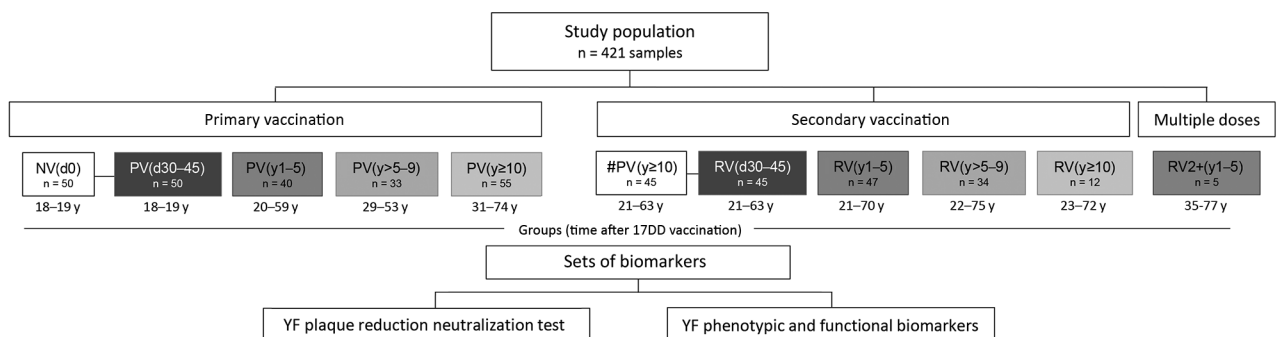 Study population
n = 421 samples
Primary vaccination
Secondary vaccination
Multiple doses
NV(d0)
n = 50
PV(d30–45)
n = 50
PV(y1–5)
n = 40
PV(y>5–9)
n = 33
PV(y≥10)
n = 55
#PV(y≥10)
n = 45
RV(d30–45)
n = 45
RV(y1–5)
n = 47
RV(y>5–9)
n = 34
RV(y≥10)
n = 12
RV2+(y1–5)
n = 5
18–19 y
18–19 y
20–59 y
29–53 y
31–74 y
21–63 y
21–63 y
21–70 y
22–75 y
23–72 y
35-77 y
Groups (time after 17DD vaccination)
Sets of biomarkers
YF plaque reduction neutralization test
YF phenotypic and functional biomarkers